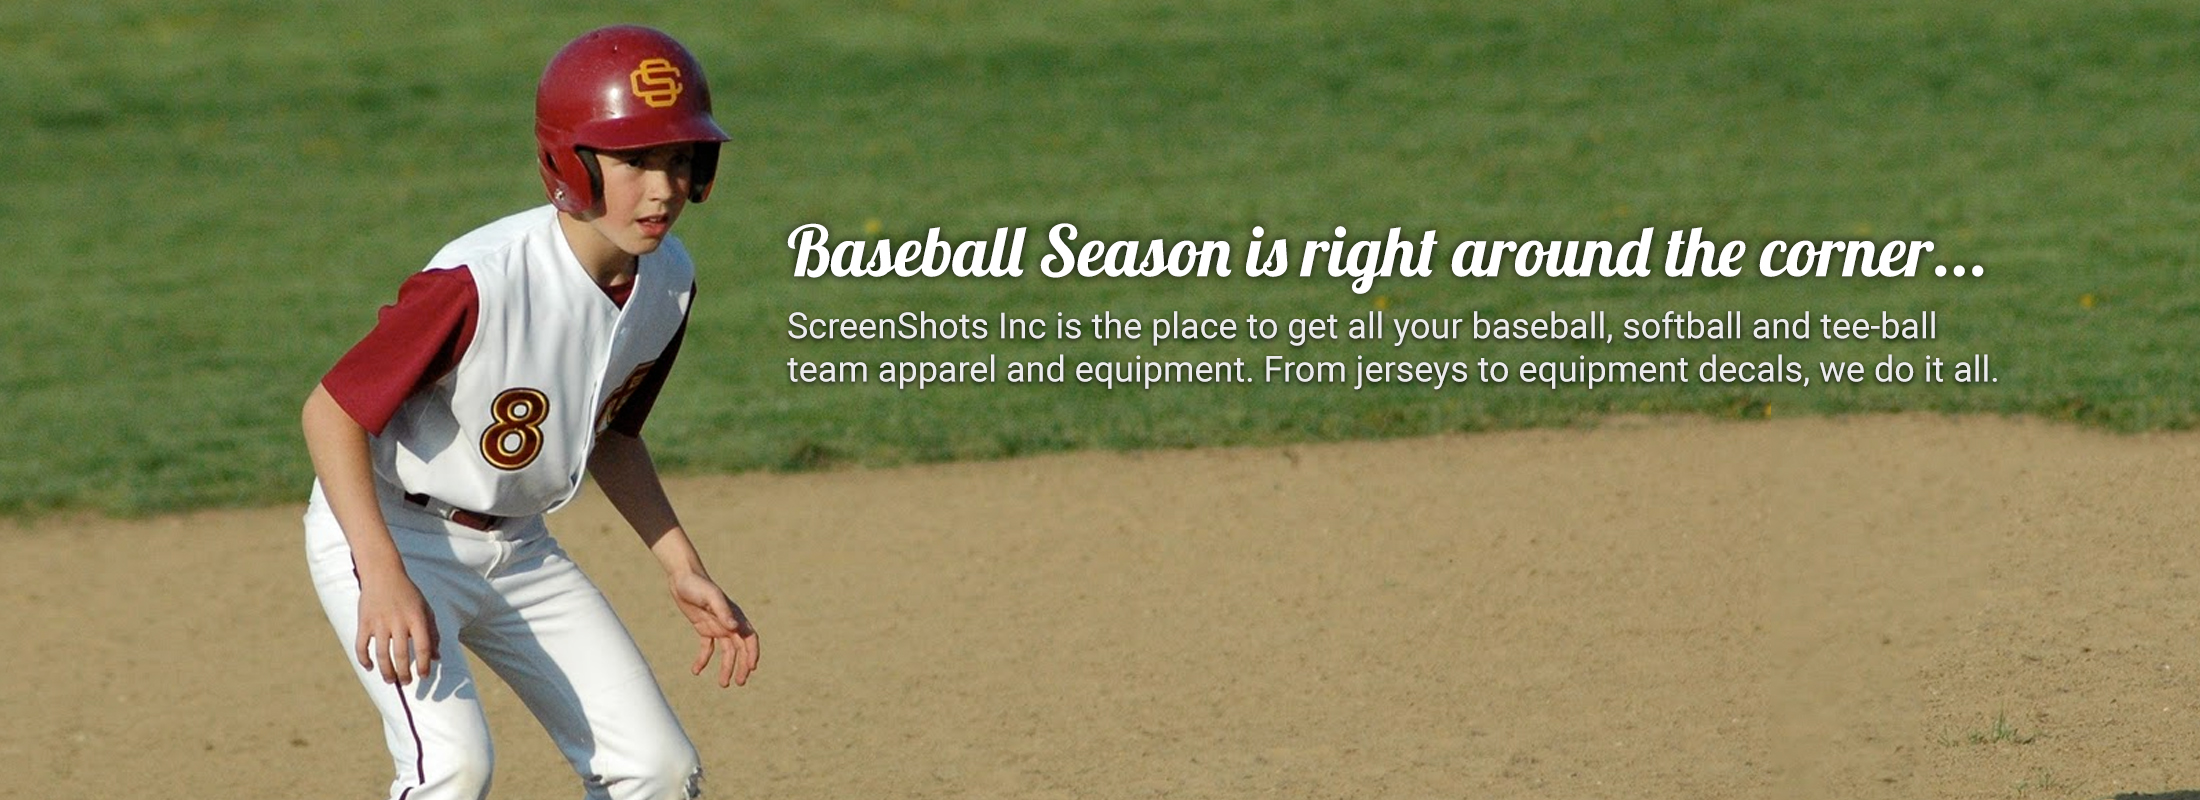 SC
8
Baseball Season is right around the corner...
ScreenShots Inc is the place to get all your baseball, softball and tee-ball
team apparel and equipment. From jerseys to equipment decals, we do it all.